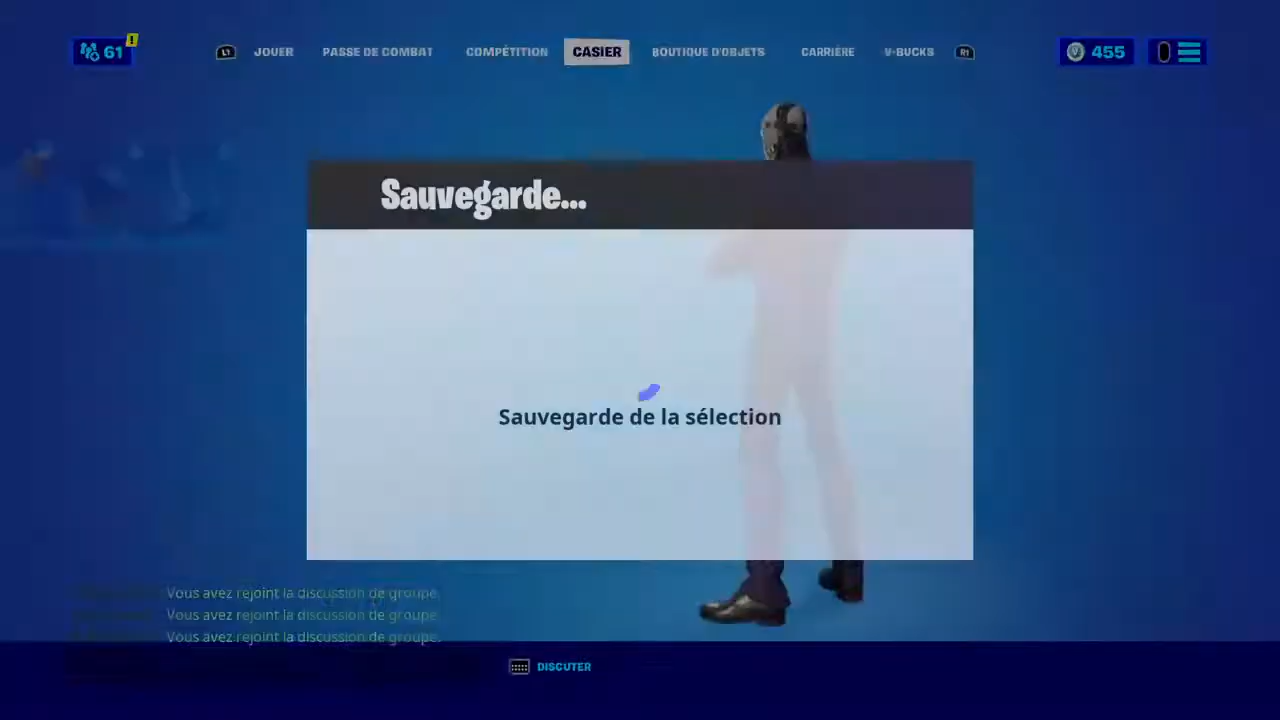 61 !
L1 JOUER PASSE DE COMBAT COMPÉTITION CASIER BOUTIQUE D'OBJETS CARRIÈRE V-BUCKS R1
455
Sauvegarde...
Sauvegarde de la sélection
Vous avez rejoint la discussion de groupe.
Vous avez rejoint la discussion de groupe.
Vous avez rejoint la discussion de groupe.
DISCUTER